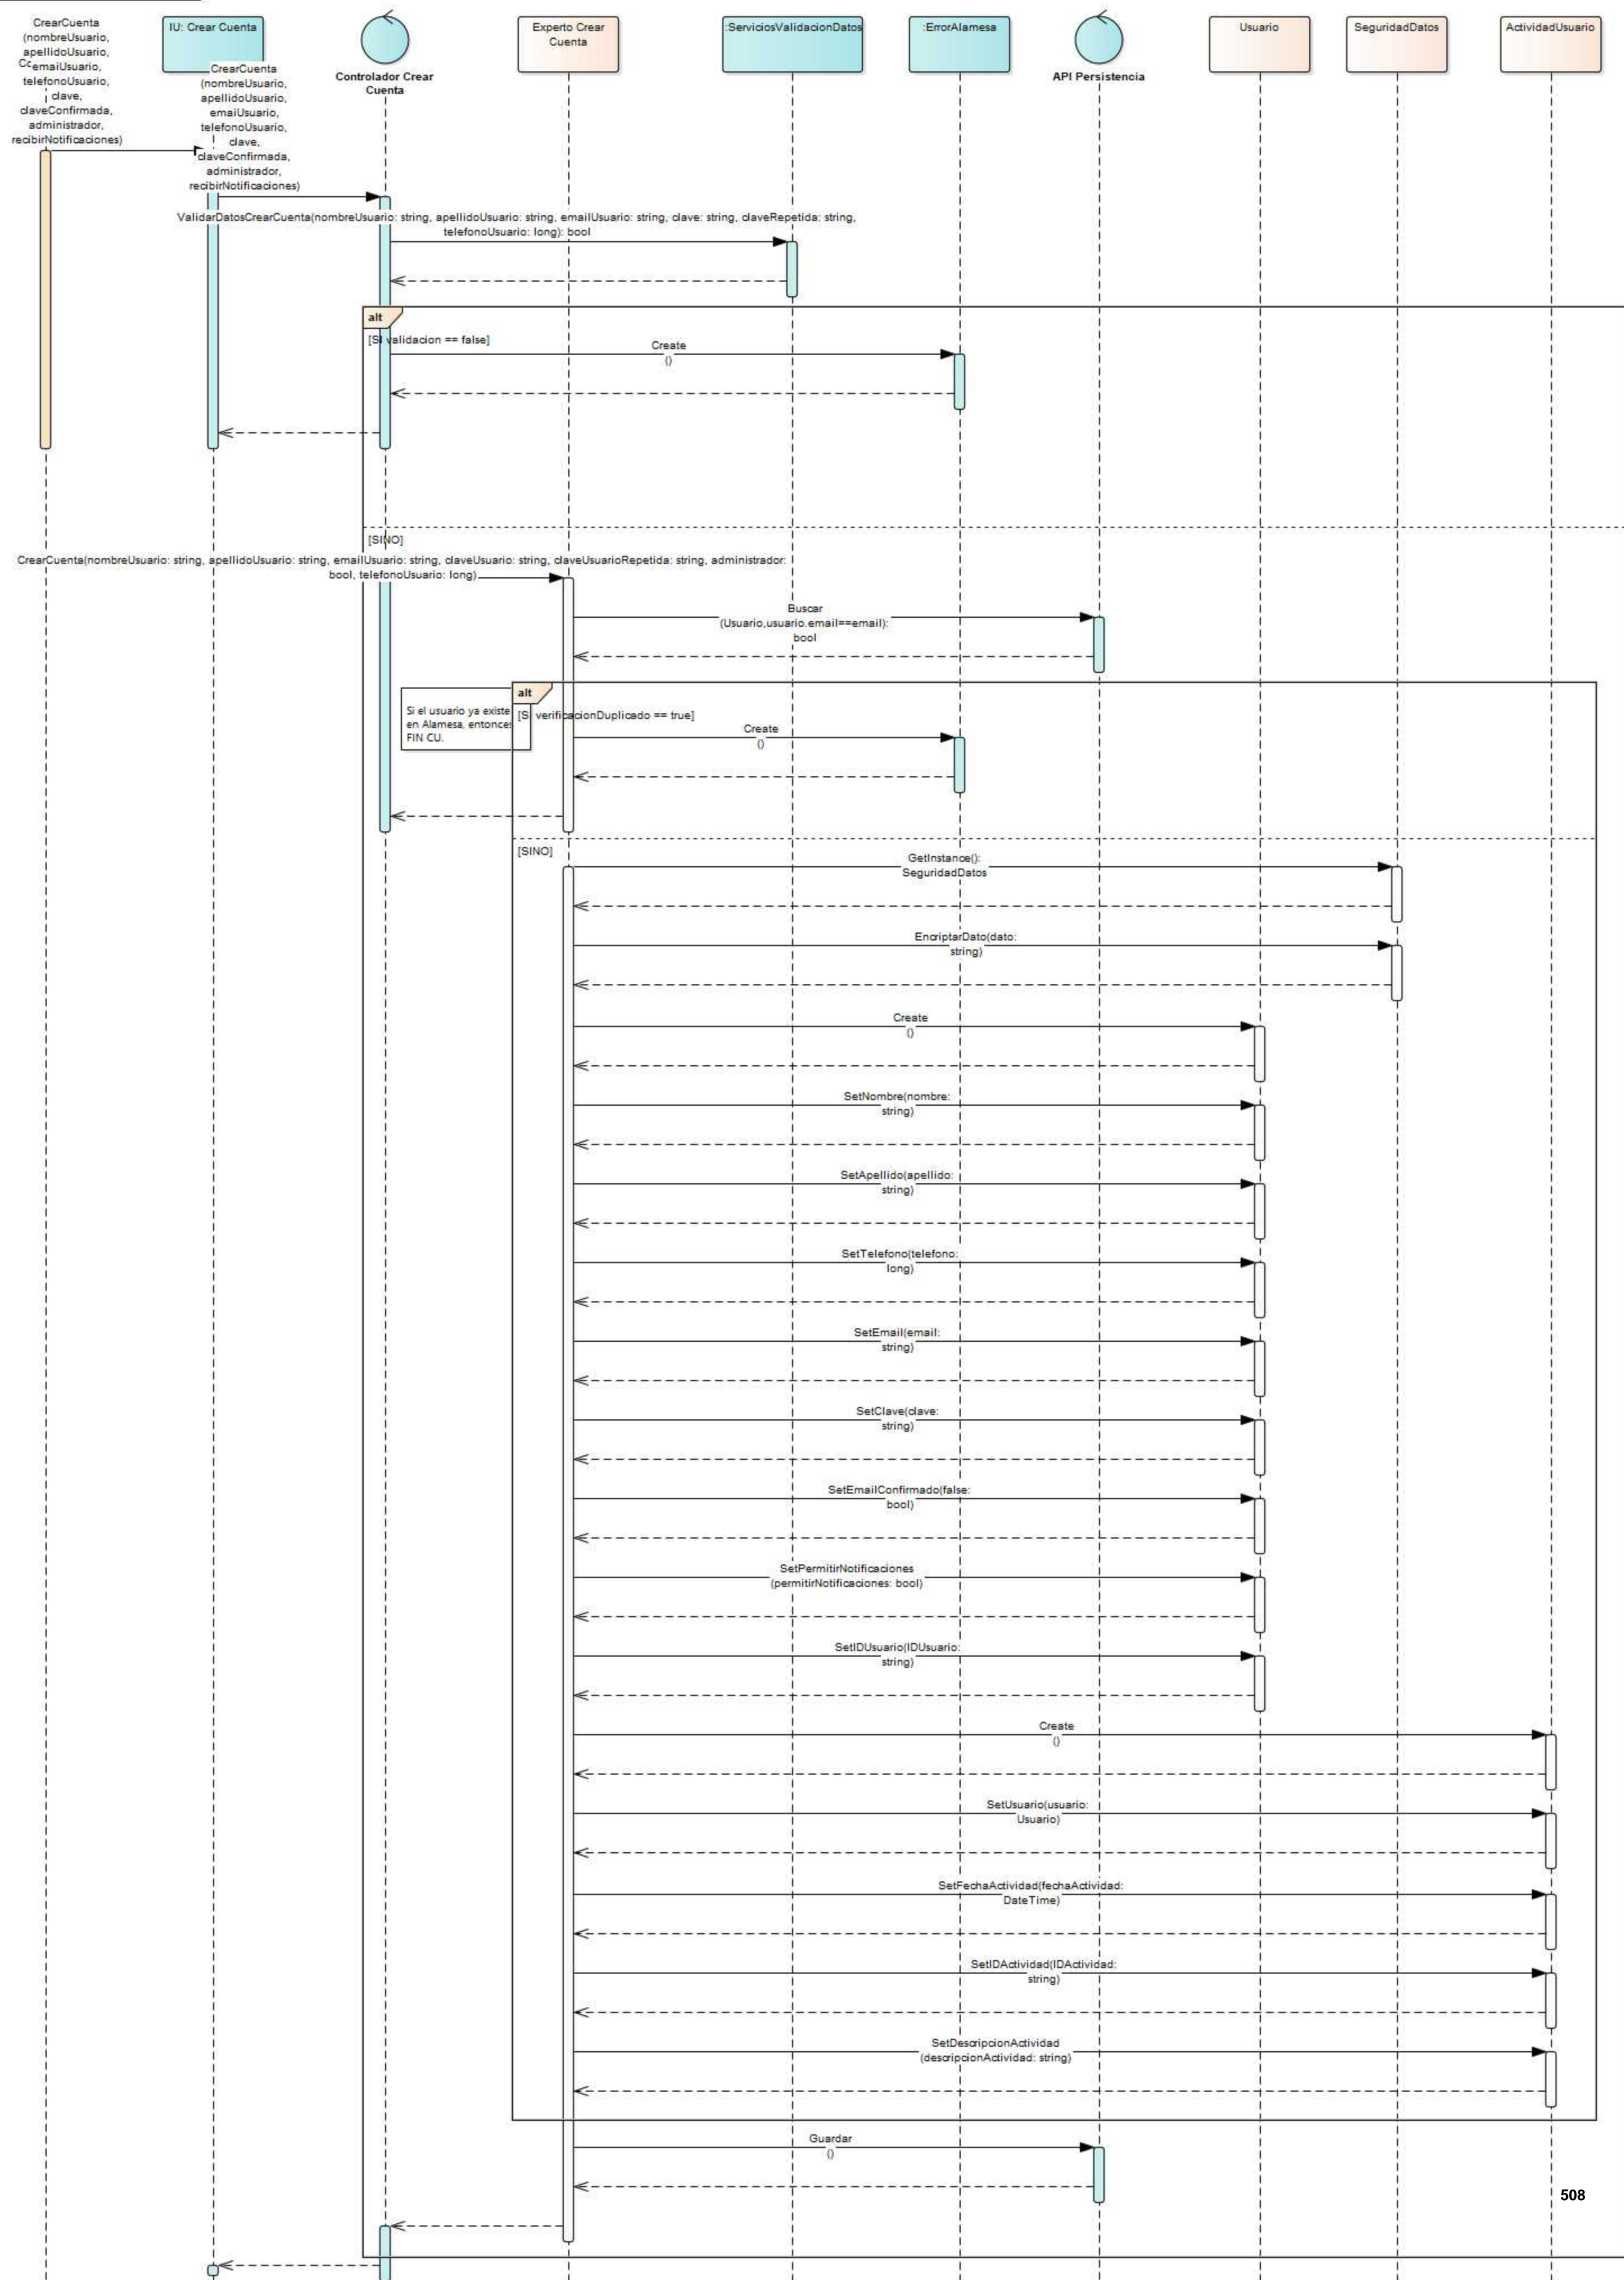 CrearCuenta
(nombreUsuario,
apellidoUsuario,
emaiUsuario,
telefonoUsuario,
clave,
claveConfirmada,
administrador,
recibirNotificaciones)
IU: Crear Cuenta
CrearCuenta
(nombreUsuario,
apellidoUsuario,
emaiUsuario,
telefonoUsuario,
clave,
claveConfirmada,
administrador,
recibirNotificaciones)
Controlador Crear
Cuenta
Experto Crear
Cuenta
:ServiciosValidacionDatos
:ErrorAlamesa
API Persistencia
Usuario
SeguridadDatos
ActividadUsuario
ValidarDatosCrearCuenta(nombreUsuario: string, apellidoUsuario: string, emailUsuario: string, clave: string, claveRepetida: string,
telefonoUsuario: long): bool
alt
[SI validacion == false]
Create
()
[SINO]
CrearCuenta(nombreUsuario: string, apellidoUsuario: string, emailUsuario: string, claveUsuario: string, claveUsuarioRepetida: string, administrador:
bool, telefonoUsuario: long)
Buscar
(Usuario,usuario.email==email):
bool
Si el usuario ya existe
en Alamesa, entonces
FIN CU.
alt
[SI verificacionDuplicado == true]
Create
()
[SINO]
GetInstance():
SeguridadDatos
EncriptarDato(dato:
string)
Create
()
SetNombre(nombre:
string)
SetApellido(apellido:
string)
SetTelefono(telefono:
long)
SetEmail(email:
string)
SetClave(clave:
string)
SetEmailConfirmado(false:
bool)
SetPermitirNotificaciones
(permitirNotificaciones: bool)
SetIDUsuario(IDUsuario:
string)
Create
()
SetUsuario(usuario:
Usuario)
SetFechaActividad(fechaActividad:
DateTime)
SetIDActividad(IDActividad:
string)
SetDescripcionActividad
(descripcionActividad: string)
Guardar
()
508